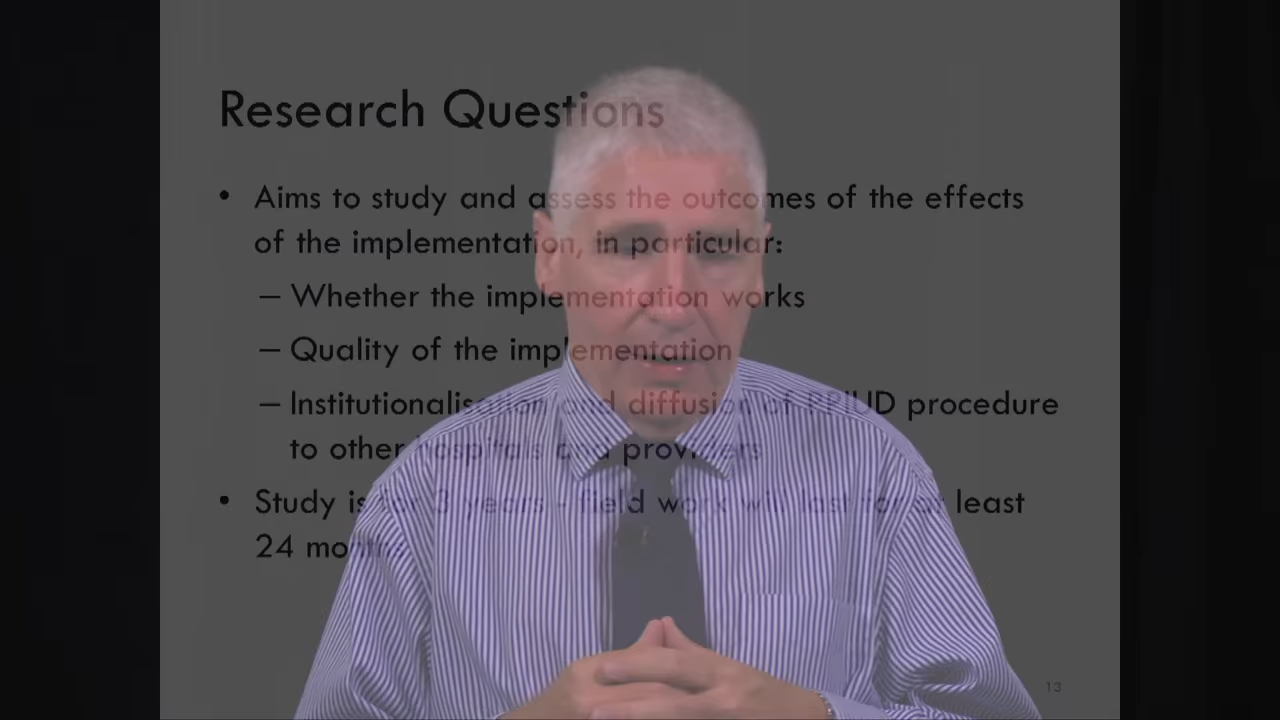 Research Questions
• Aims to study and assess the outcomes of the effects
of the implementation, in particular:
– Whether the implementation works
– Quality of the implementation
– Institutionalisation and diffusion of PPIUD procedure
to other hospitals and providers
• Study is for 3 years - field work will last for at least
24 months
13